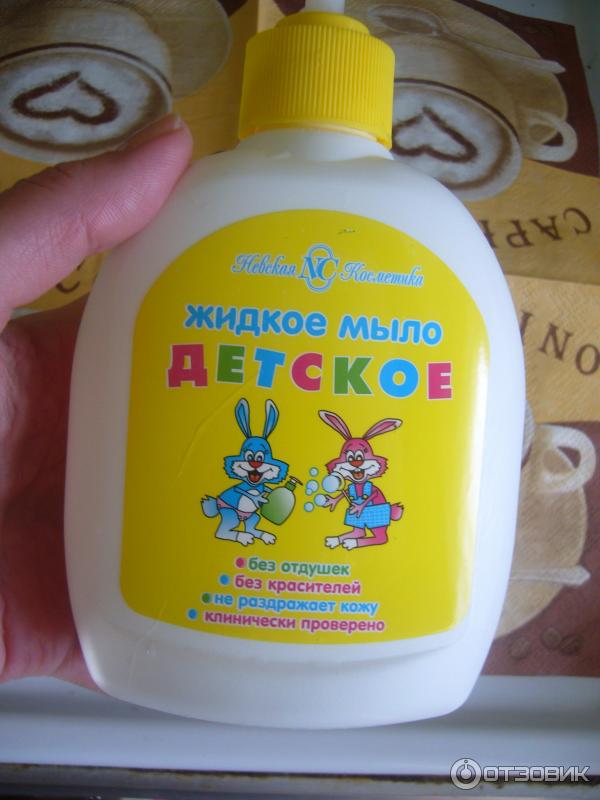 Невская NC Косметика
жидкое мыло
ДЕТСКОЕ
• без отдушек
• без красителей
• не раздражает кожу
• клинически проверено
ОТЗОВИК